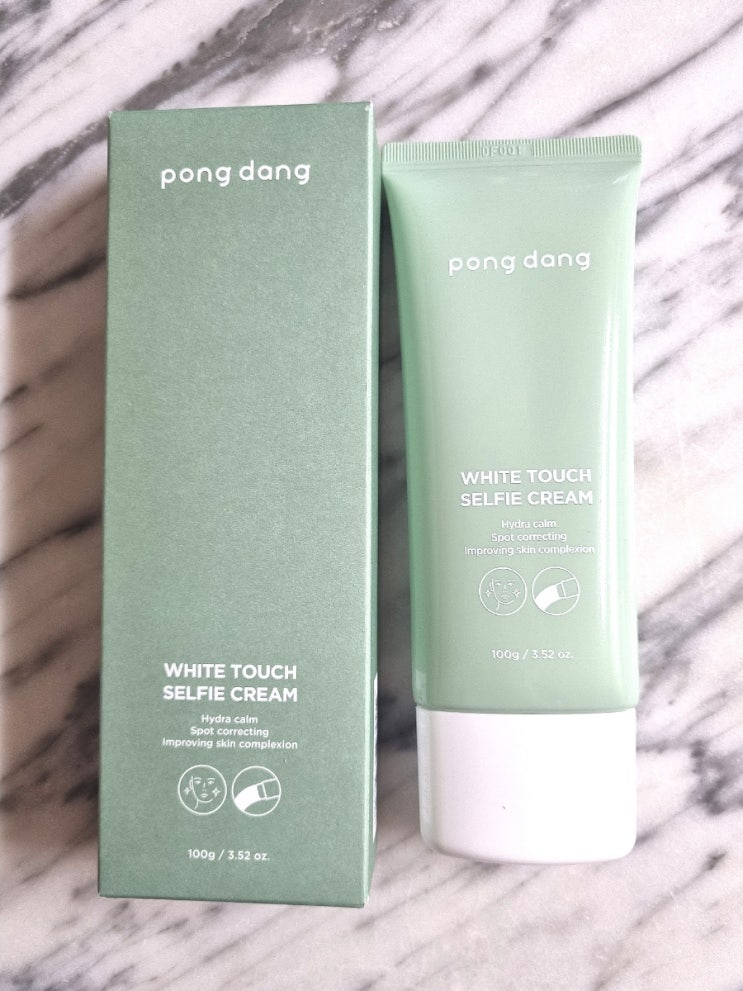 pong dang
WHITE TOUCH
SELFIE CREAM
Hydra calm
Spot correcting
Improving skin complexion
100g / 3.52 oz.
pong dang
WHITE TOUCH
SELFIE CREAM
Hydra calm
Spot correcting
Improving skin complexion
100g / 3.52 oz.